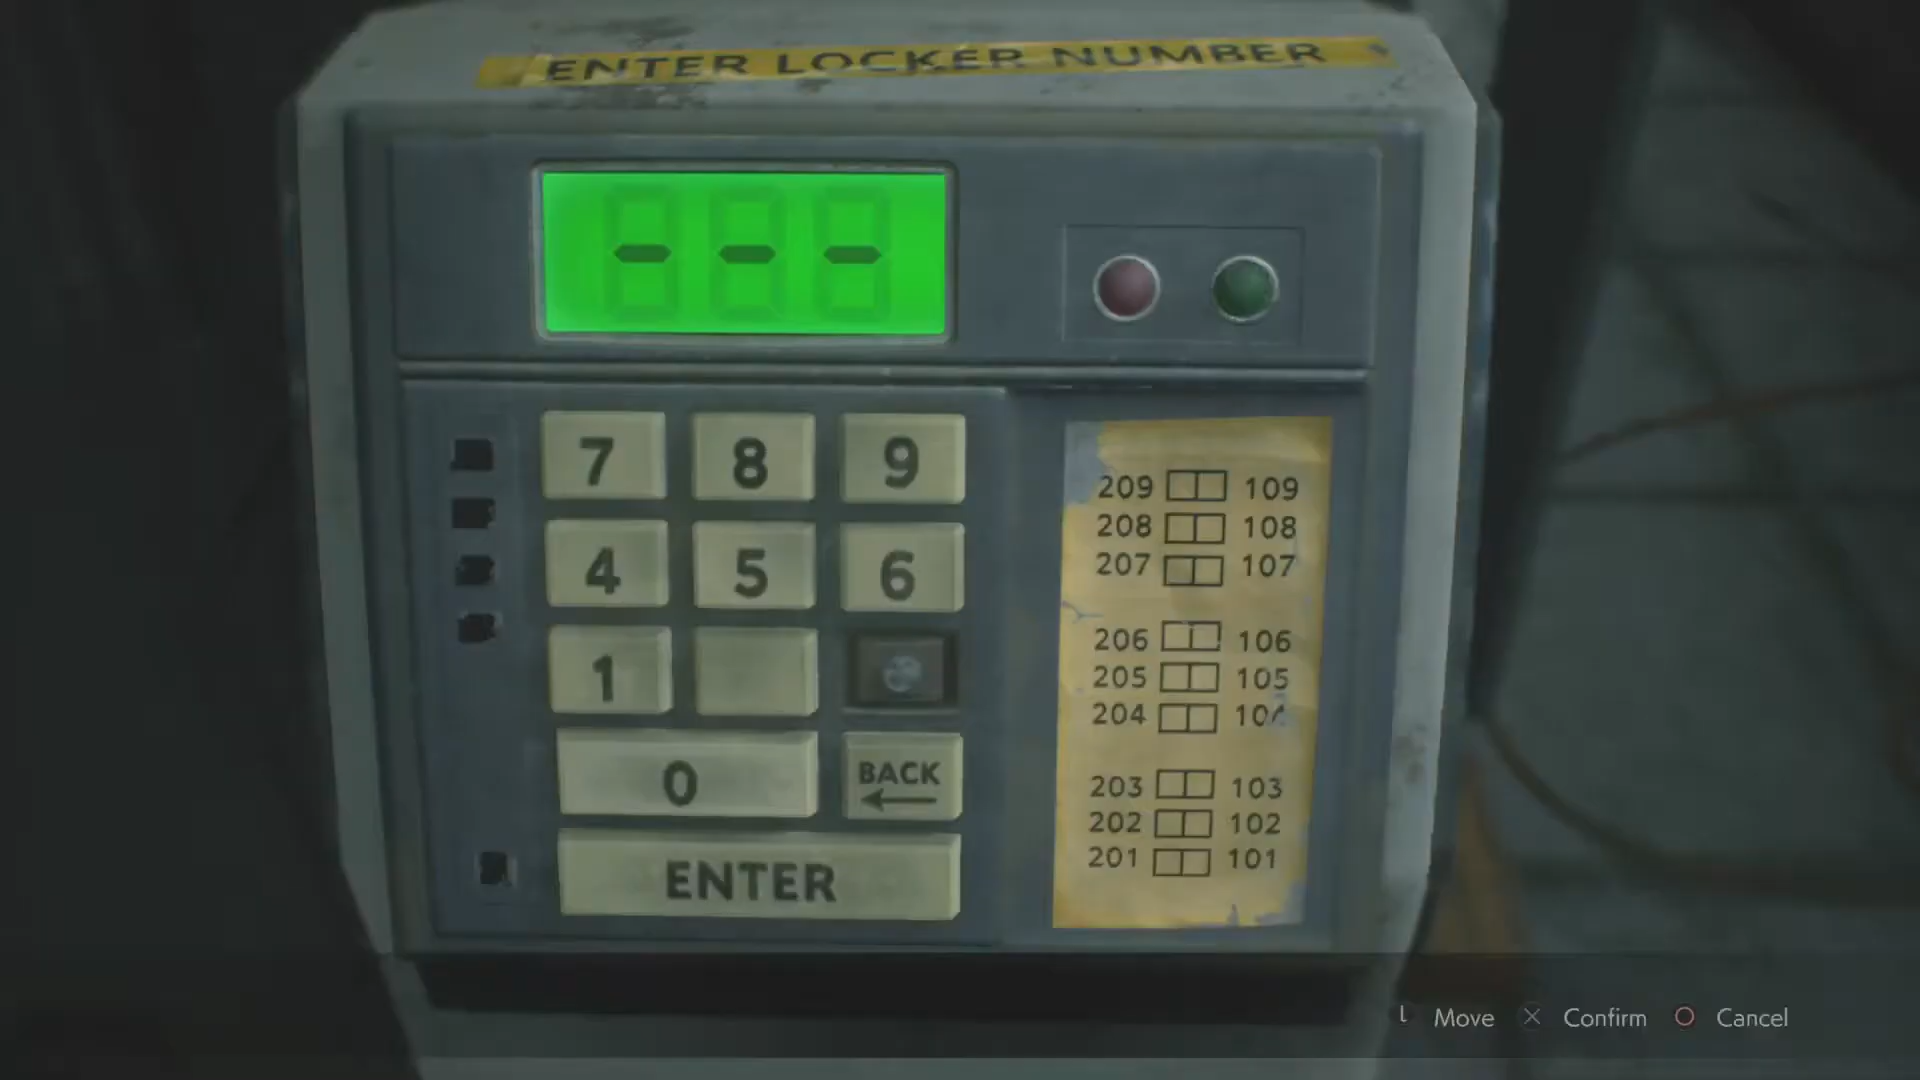 ENTER LOCKER NUMBER
---
7 8 9
4 5 6
1
0 BACK
ENTER
209 109
208 108
207 107
206 106
205 105
204 104
203 103
202 102
201 101
L Move Confirm Cancel